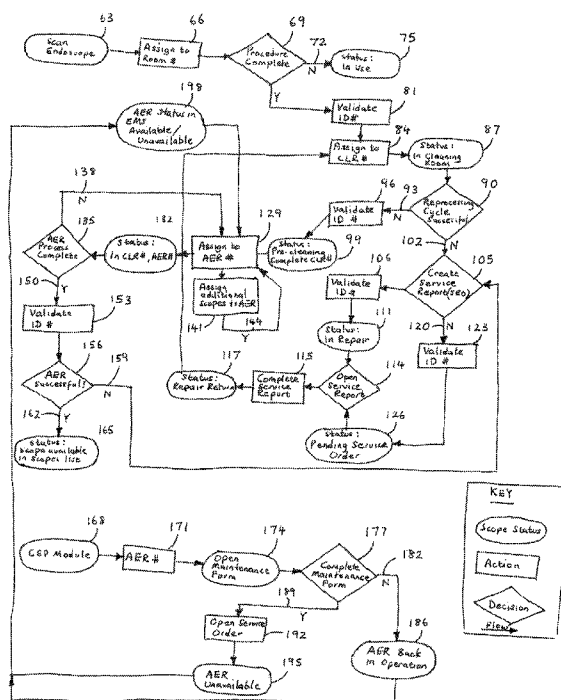 63
Scan
Endoscope
66
Assign to
Room #
69
Procedure
Complete
72
N
Y
75
Status:
In Use
198
AER Status in
EMS
Available/
Unavailable
81
Validate
ID#
84
Assign to
CLR #
87
Status:
In Cleaning
Room
138
96
Validate
ID #
93
N
90
Reprocessing
Cycle
Successful?
102
N
135
AER
Process
Complete
132
Status:
In CLR#, AER#
129
Assign to
AER #
99
Status:
Pre-cleaning
Complete CLR#
106
Validate
ID #
105
Create
Service
Report(SEO)
150
Y
153
Validate
ID #
Assign
additional
scopes to AER
141
144
Y
111
Status:
In Repair
120
N
123
Validate
ID #
156
AER
Successful?
159
N
117
Status:
Repair Return
115
Complete
Service
Report
114
Open
Service
Report
162
Y
165
Status:
Scope available
in Scopes list
126
Status:
Pending Service
Order
KEY
Scope Status
Action
Decision
Flow
168
CSP Module
171
AER #
174
Open
Maintenance
Form
177
Complete
Maintenance
Form
182
N
189
Y
Open Service
Order
192
186
AER Back
in Operation
195
AER
Unavailable